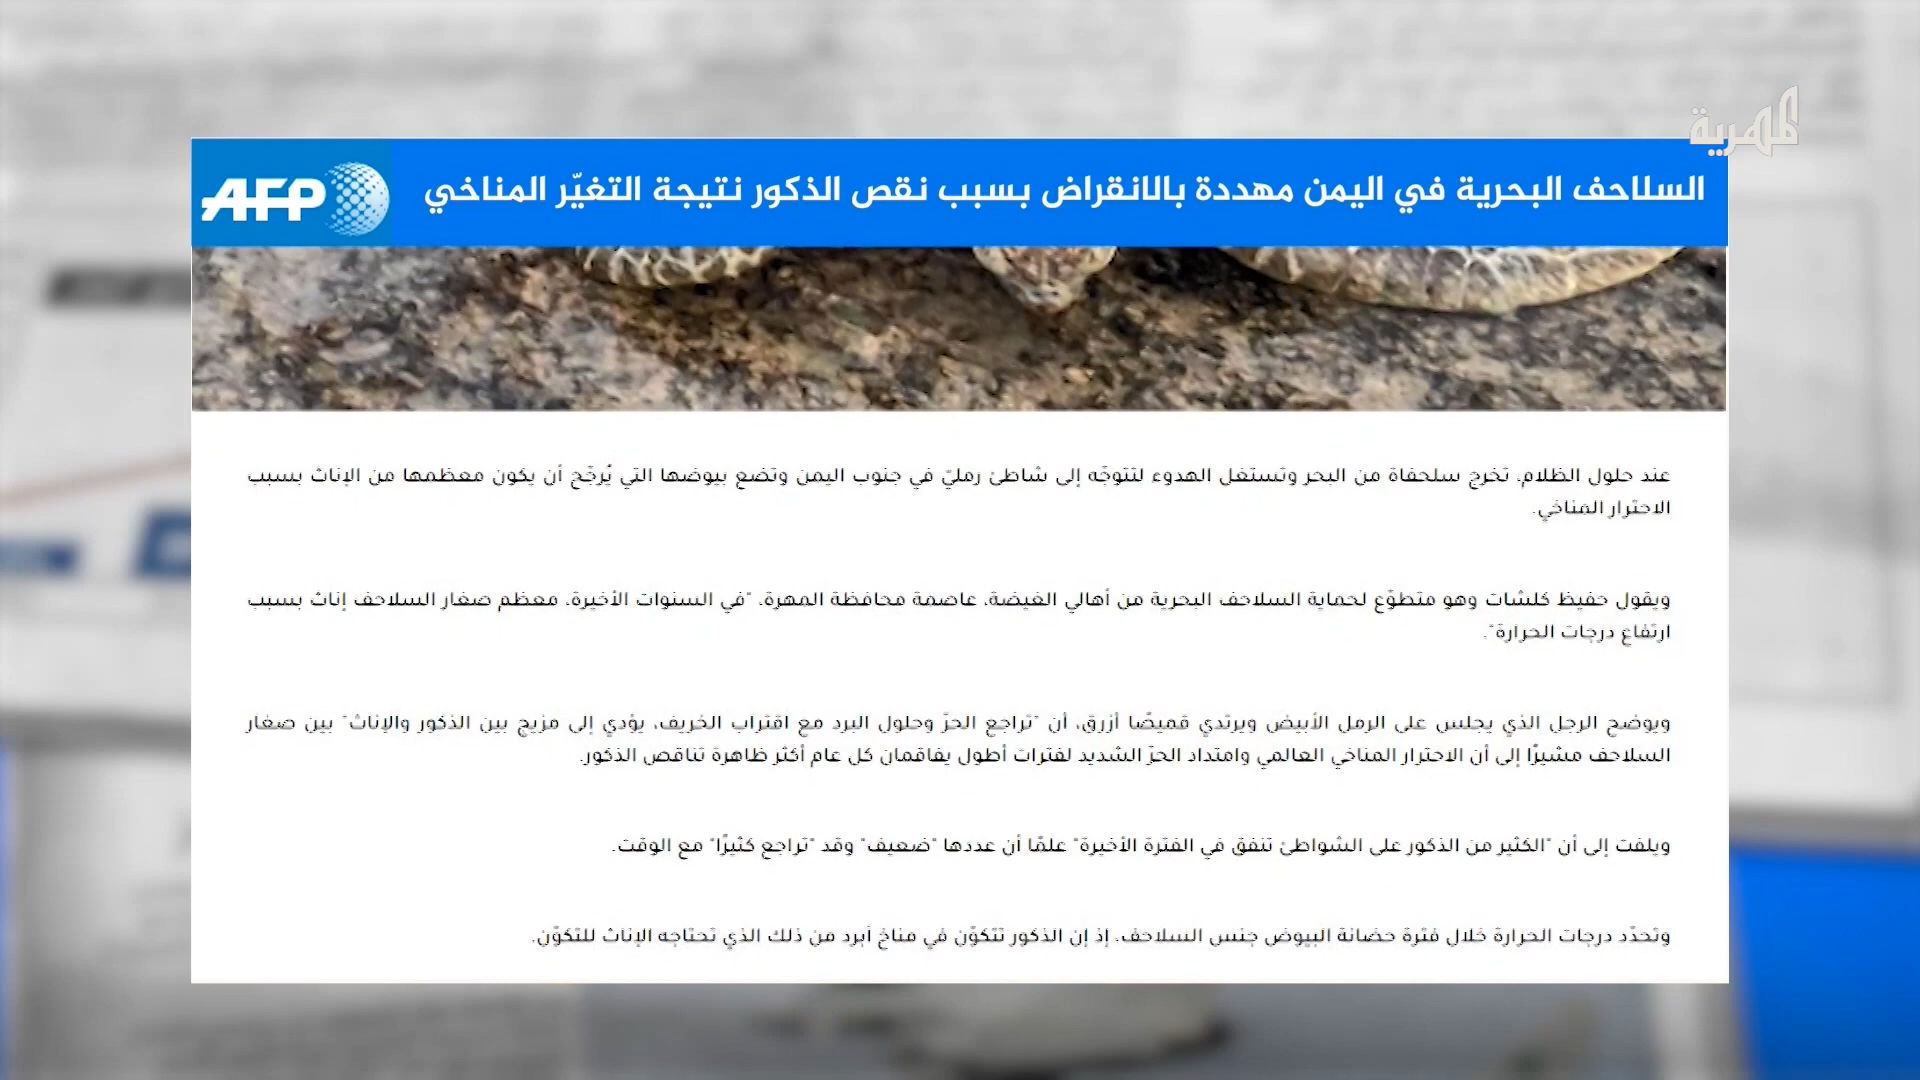 المهرية
السلاحف البحرية في اليمن مهددة بالانقراض بسبب نقص الذكور نتيجة التغيّر المناخي
AFP
عند حلول الظلام، تخرج سلحفاة من البحر وتستغل الهدوء لتتوجّه إلى شاطئ رمليّ في جنوب اليمن وتضع بيوضها التي يُرجّح أن يكون معظمها من الإناث بسبب
الاحترار المناخي.
ويقول حفيظ كلشات وهو متطوّع لحماية السلاحف البحرية من أهالي الغيضة، عاصمة محافظة المهرة، "في السنوات الأخيرة، معظم صغار السلاحف إناث بسبب
ارتفاع درجات الحرارة".
ويوضح الرجل الذي يجلس على الرمل الأبيض ويرتدي قميصًا أزرق، أن "تراجع الحرّ وحلول البرد مع اقتراب الخريف، يؤدي إلى مزيج بين الذكور والإناث" بين صغار
السلاحف مشيرًا إلى أن الاحترار المناخي العالمي وامتداد الحرّ الشديد لفترات أطول يفاقمان كل عام أكثر ظاهرة تناقص الذكور.
ويلفت إلى أن "الكثير من الذكور على الشواطئ تنفق في الفترة الأخيرة" علمًا أن عددها "ضعيف" وقد "تراجع كثيرًا" مع الوقت.
وتحدّد درجات الحرارة خلال فترة حضانة البيوض جنس السلاحف، إذ إن الذكور تتكوّن في مناخ أبرد من ذلك الذي تحتاجه الإناث للتكوّن.